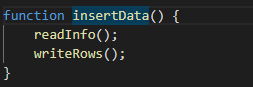 function insertData() {
    readInfo();
    writeRows();
}